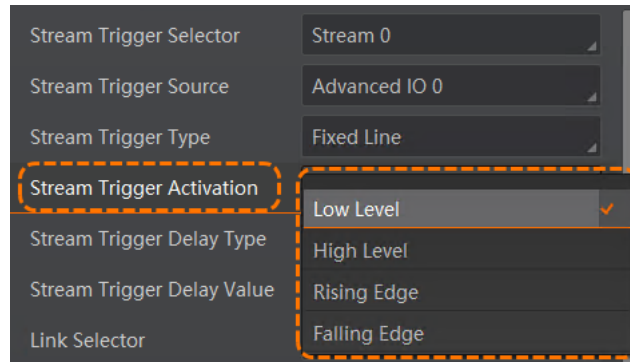 Stream Trigger Selector Stream 0
Stream Trigger Source Advanced IO 0
Stream Trigger Type Fixed Line
Stream Trigger Activation
Low Level
Stream Trigger Delay Type
High Level
Stream Trigger Delay Value
Rising Edge
Link Selector
Falling Edge